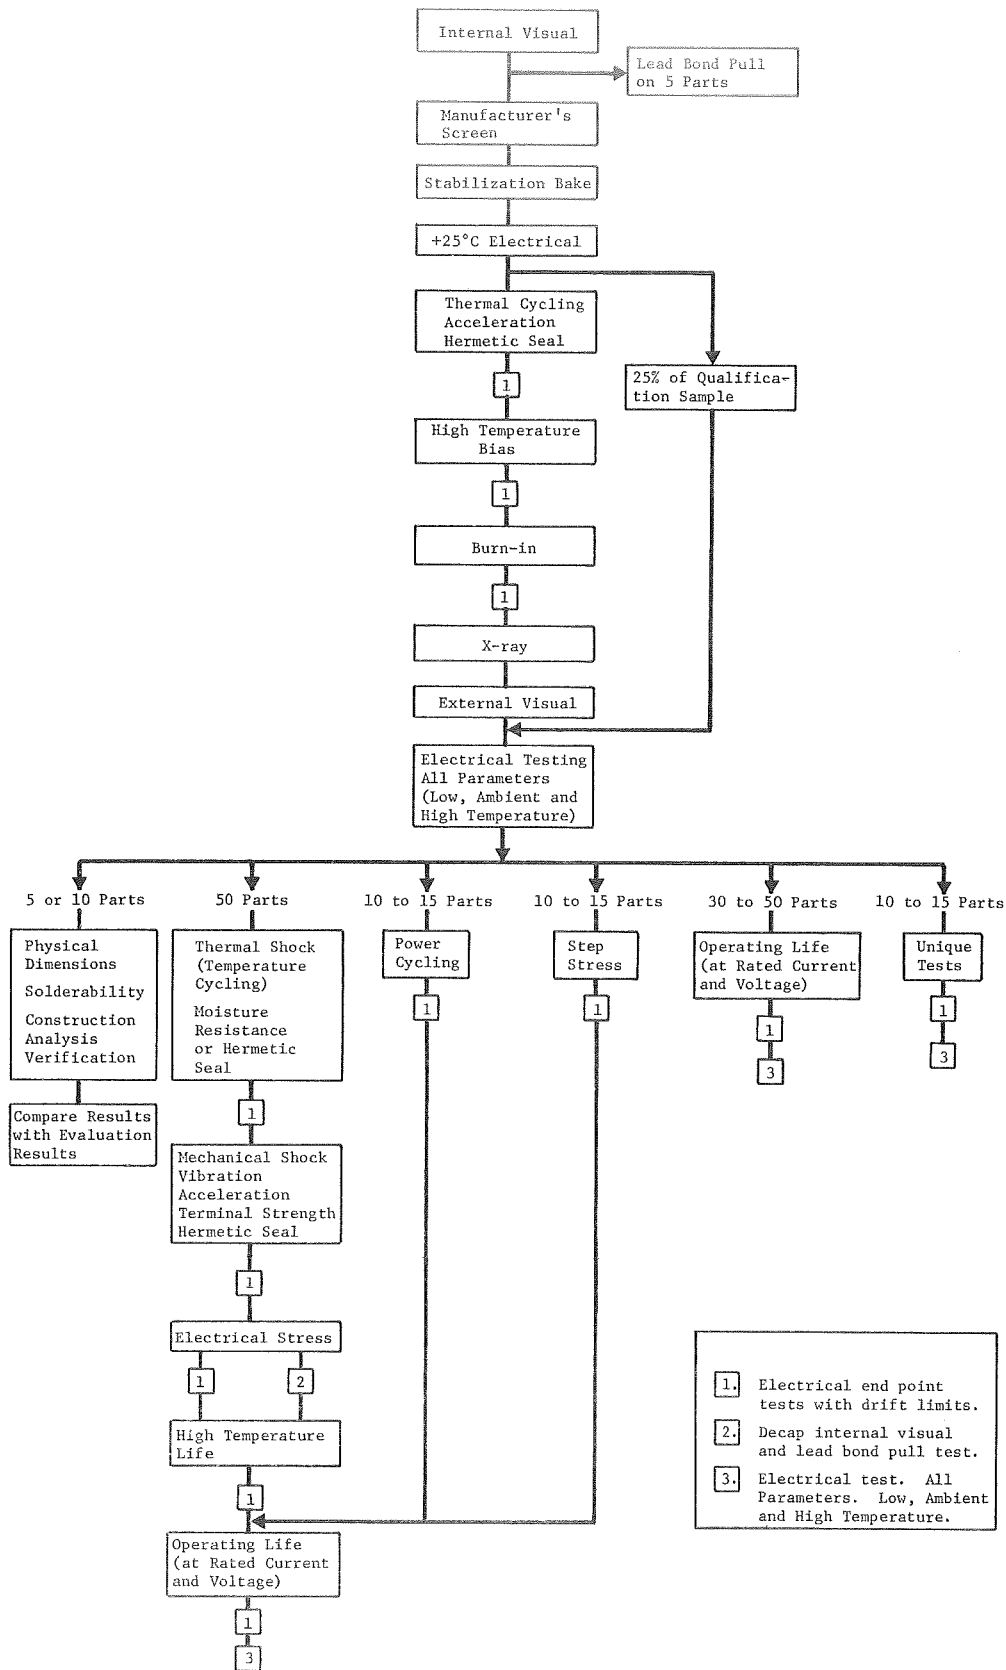 Internal Visual
Lead Bond Pull
on 5 Parts
Manufacturer's
Screen
Stabilization Bake
+25°C Electrical
Thermal Cycling
Acceleration
Hermetic Seal
25% of Qualifica-
tion Sample
1
High Temperature
Bias
1
Burn-in
1
X-ray
External Visual
Electrical Testing
All Parameters
(Low, Ambient and
High Temperature)
5 or 10 Parts
Physical
Dimensions
Solderability
Construction
Analysis
Verification
Compare Results
with Evaluation
Results
50 Parts
Thermal Shock
(Temperature
Cycling)
Moisture
Resistance
or Hermetic
Seal
1
Mechanical Shock
Vibration
Acceleration
Terminal Strength
Hermetic Seal
1
Electrical Stress
1
2
High Temperature
Life
1
Operating Life
(at Rated Current
and Voltage)
1
3
10 to 15 Parts
Power
Cycling
1
10 to 15 Parts
Step
Stress
1
30 to 50 Parts
Operating Life
(at Rated Current
and Voltage)
1
3
10 to 15 Parts
Unique
Tests
1
3
1. Electrical end point
tests with drift limits.
2. Decap internal visual
and lead bond pull test.
3. Electrical test. All
Parameters. Low, Ambient
and High Temperature.